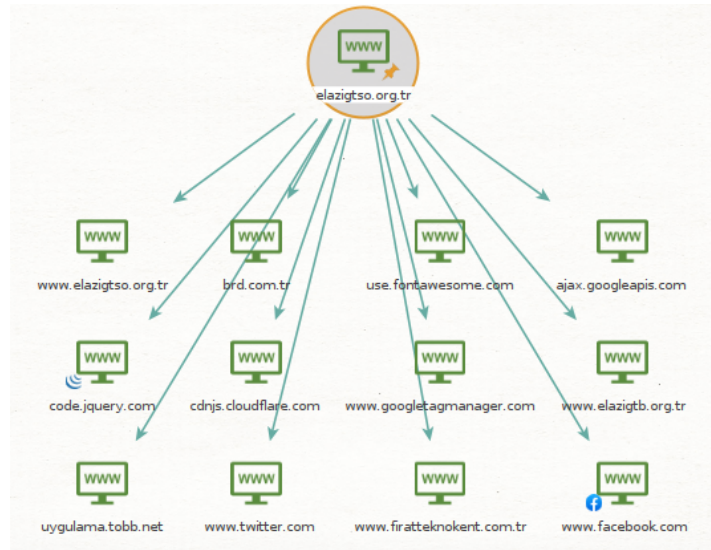 WWW
elazigtso.org.tr
WWW WWW WWW WWW
www.elazigtso.org.tr brd.com.tr use.fontawesome.com ajax.googleapis.com
WWW WWW WWW WWW
code.jquery.com cdnjs.cloudflare.com www.googletagmanager.com www.elazigtb.org.tr
WWW WWW WWW WWW
uygulama.tobb.net www.twitter.com www.firatteknokent.com.tr www.facebook.com